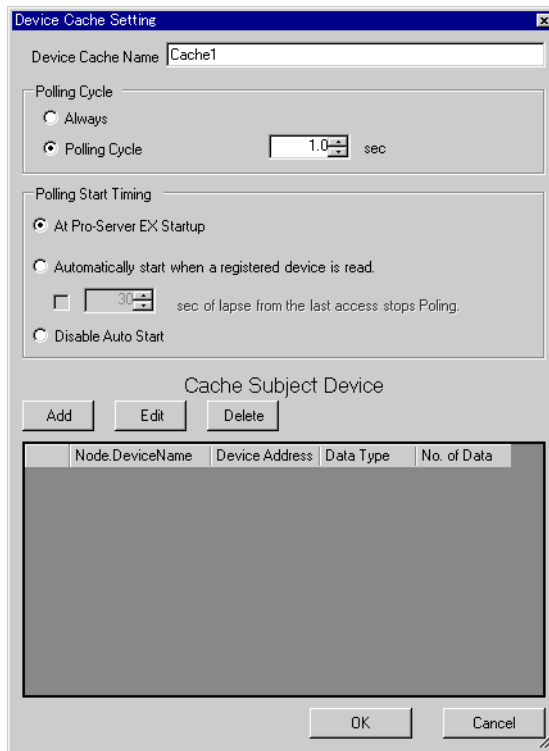 Device Cache Setting
Device Cache Name Cache1
Polling Cycle
Always
Polling Cycle 1.0 sec
Polling Start Timing
At Pro-Server EX Startup
Automatically start when a registered device is read.
30 sec of lapse from the last access stops Poling.
Disable Auto Start
Cache Subject Device
Add Edit Delete
Node.DeviceName Device Address Data Type No. of Data
OK Cancel